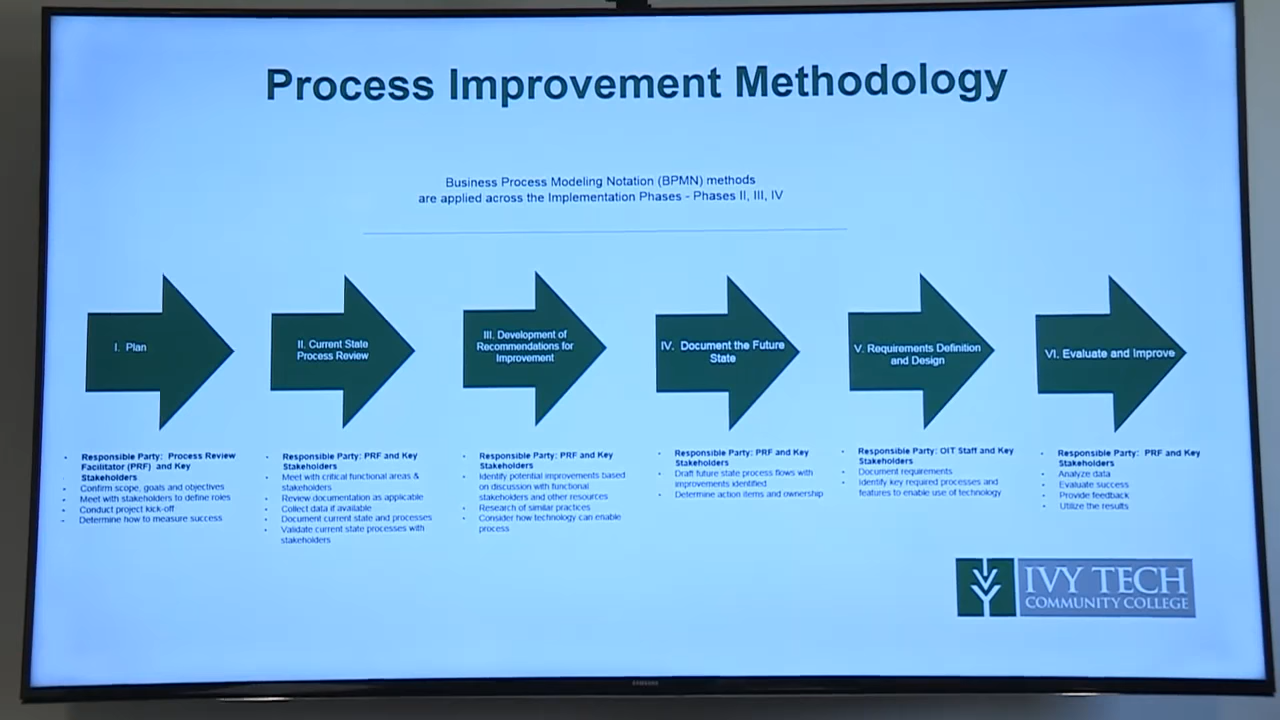 Process Improvement Methodology
Business Process Modeling Notation (BPMN) methods
are applied across the Implementation Phases - Phases II, III, IV
I. Plan
II. Current State
Process Review
III. Development of
Recommendations for
Improvement
IV. Document the Future
State
V. Requirements Definition
and Design
VI. Evaluate and Improve
Responsible Party: Process Review
Facilitator (PRF) and Key
Stakeholders
Confirm scope, goals and objectives
Meet with stakeholders to define roles
Conduct project kick-off
Determine how to measure success
Responsible Party: PRF and Key
Stakeholders
Meet with critical functional areas &
stakeholders
Review documentation as applicable
Collect data if available
Document current state and processes
Validate current state processes with
stakeholders
Responsible Party: PRF and Key
Stakeholders
Identify potential improvements based
on discussion with functional
stakeholders and other resources
Research of similar practices
Consider how technology can enable
process
Responsible Party: PRF and Key
Stakeholders
Draft future state process flows with
improvements identified
Determine action items and ownership
Responsible Party: OIT Staff and Key
Stakeholders
Document requirements
Identify key required processes and
features to enable use of technology
Responsible Party: PRF and Key
Stakeholders
Analyze data
Evaluate success
Provide feedback
Utilize the results
IVY TECH
COMMUNITY COLLEGE
SAMSUNG